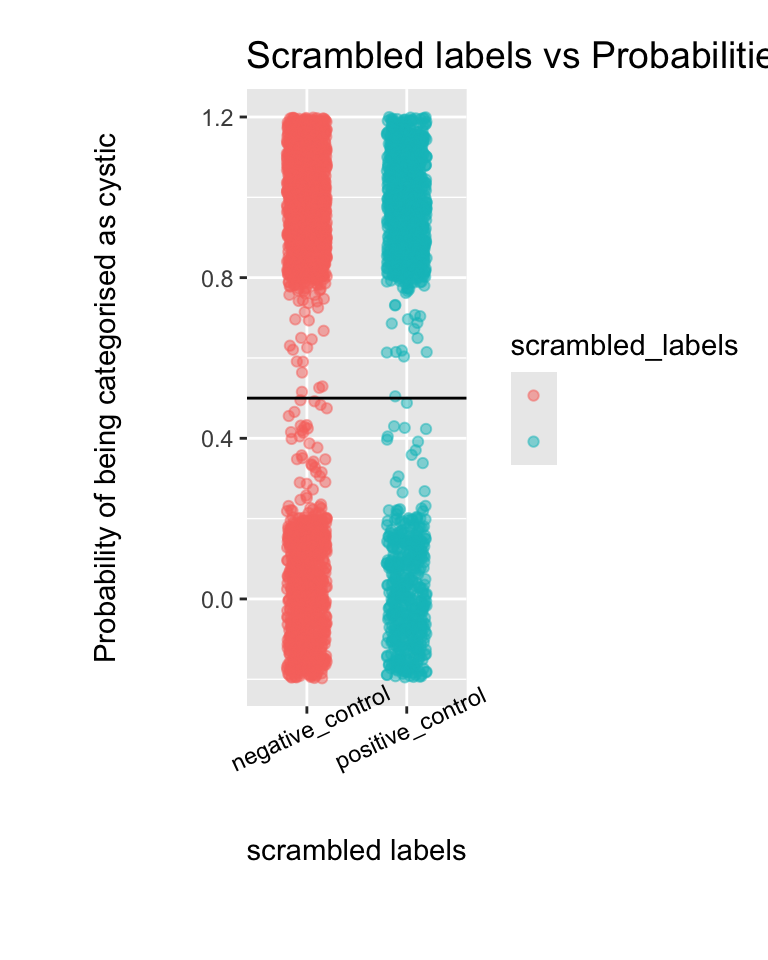 Scrambled labels vs Probabilitie
Probability of being categorised as cystic
1.2
0.8
0.4
0.0
negative_control
positive_control
scrambled labels
scrambled_labels